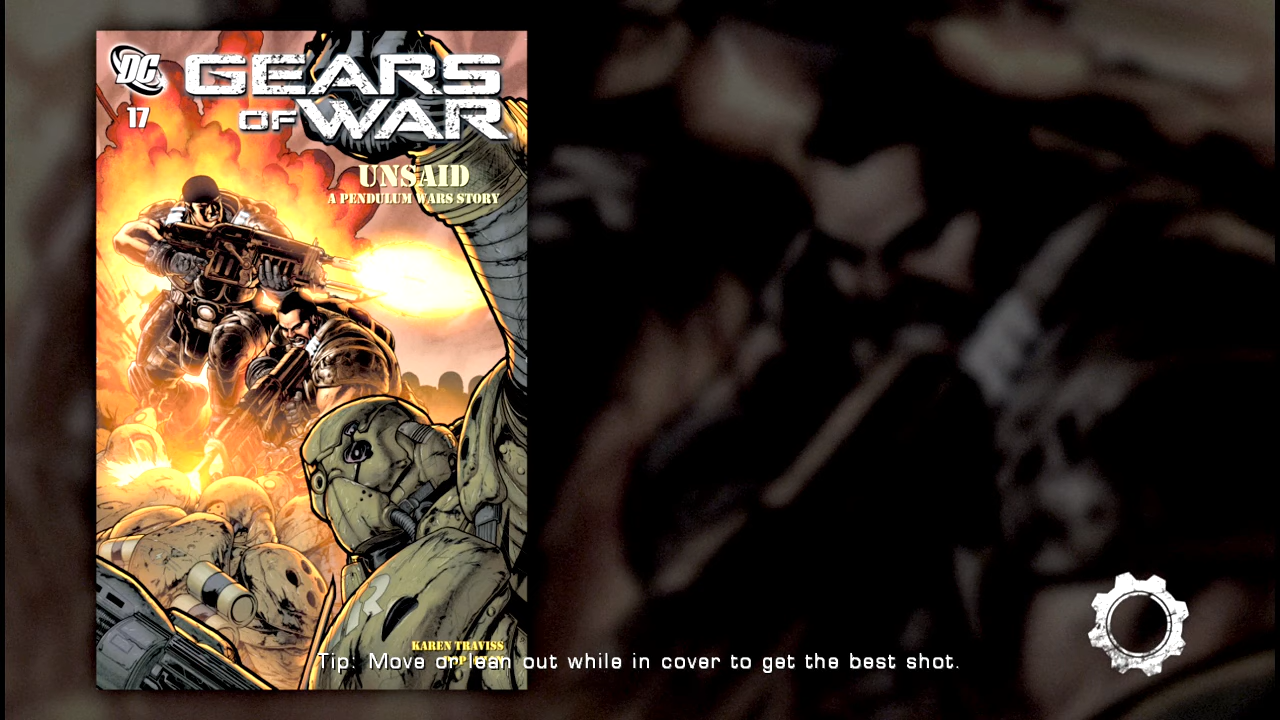 DC
GEARS
17
OF WAR
UNSAID
A PENDULUM WARS STORY
KAREN TRAVISS
Tip: Move or lean out while in cover to get the best shot.